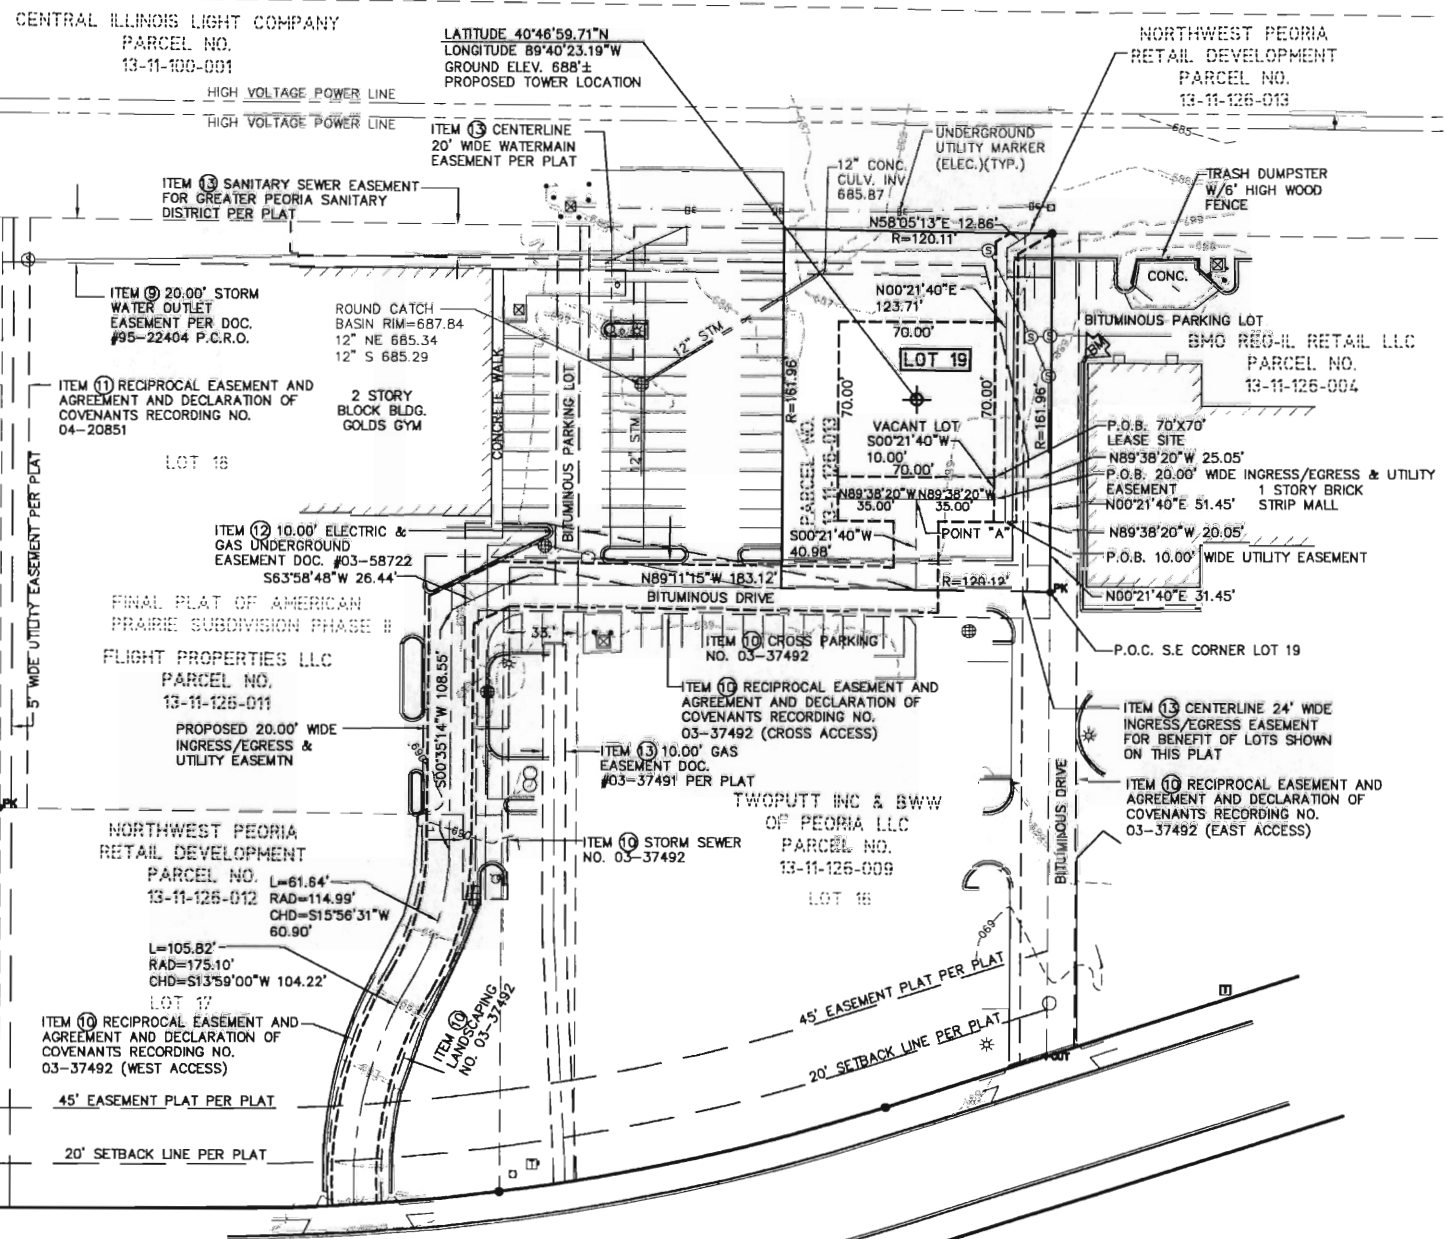 CENTRAL ILLINOIS LIGHT COMPANY
PARCEL NO.
13-11-100-001
LATITUDE 40°46'59.71"N
LONGITUDE 89°40'23.19"W
GROUND ELEV. 688'±
PROPOSED TOWER LOCATION
NORTHWEST PEORIA
RETAIL DEVELOPMENT
PARCEL NO.
13-11-126-013
HIGH VOLTAGE POWER LINE
HIGH VOLTAGE POWER LINE
ITEM 13 CENTERLINE
20' WIDE WATERMAIN
EASEMENT PER PLAT
UNDERGROUND
UTILITY MARKER
(ELEC.)(TYP.)
685
687
12" CONC.
CULV. INV.
685.87
TRASH DUMPSTER
W/6' HIGH WOOD
FENCE
ITEM 13 SANITARY SEWER EASEMENT
FOR GREATER PEORIA SANITARY
DISTRICT PER PLAT
N58°05'13"E 12.86'
R=120.11'
CONC.
ITEM 9 20.00' STORM
WATER OUTLET
EASEMENT PER DOC.
#95-22404 P.C.R.O.
ROUND CATCH
BASIN RIM=687.84
12" NE 685.34
12" S 685.29
12" STM
12" STM
N00°21'40"E
123.71'
70.00'
LOT 19
70.00'
70.00'
VACANT LOT
S00°21'40"W
10.00'
70.00'
R=161.96'
R=161.96'
BITUMINOUS PARKING LOT
BM
BMO REO-IL RETAIL LLC
PARCEL NO.
13-11-126-004
ITEM 11 RECIPROCAL EASEMENT AND
AGREEMENT AND DECLARATION OF
COVENANTS RECORDING NO.
04-20851
2 STORY
BLOCK BLDG.
GOLDS GYM
CONCRETE WALK
BITUMINOUS PARKING LOT
PARCEL NO.
13-11-126-013
P.O.B. 70'X70'
LEASE SITE
N89°38'20"W 25.05'
P.O.B. 20.00' WIDE INGRESS/EGRESS & UTILITY
EASEMENT
1 STORY BRICK
STRIP MALL
N00°21'40"E 51.45'
N89°38'20"W 20.05'
P.O.B. 10.00' WIDE UTILITY EASEMENT
N00°21'40"E 31.45'
N89°38'20"W
35.00'
N89°38'20"W
35.00'
S00°21'40"W
40.98'
POINT "A"
R=120.12'
PK
5' WIDE UTILITY EASEMENT PER PLAT
ITEM 12 10.00' ELECTRIC &
GAS UNDERGROUND
EASEMENT DOC. #03-58722
S63°58'48"W 26.44'
N89°11'15"W 183.12'
BITUMINOUS DRIVE
FINAL PLAT OF AMERICAN
PRAIRIE SUBDIVISION PHASE II
FLIGHT PROPERTIES LLC
PARCEL NO.
13-11-126-011
33.'
ITEM 10 CROSS PARKING
NO. 03-37492
P.O.C. S.E CORNER LOT 19
ITEM 10 RECIPROCAL EASEMENT AND
AGREEMENT AND DECLARATION OF
COVENANTS RECORDING NO.
03-37492 (CROSS ACCESS)
S00°35'14"W 108.55'
PROPOSED 20.00' WIDE
INGRESS/EGRESS &
UTILITY EASEMTN
ITEM 13 10.00' GAS
EASEMENT DOC.
#03-37491 PER PLAT
ITEM 13 CENTERLINE 24' WIDE
INGRESS/EGRESS EASEMENT
FOR BENEFIT OF LOTS SHOWN
ON THIS PLAT
BITUMINOUS DRIVE
ITEM 10 RECIPROCAL EASEMENT AND
AGREEMENT AND DECLARATION OF
COVENANTS RECORDING NO.
03-37492 (EAST ACCESS)
PK
TWOPUTT INC & BWW
OF PEORIA LLC
PARCEL NO.
13-11-126-009
LOT 16
NORTHWEST PEORIA
RETAIL DEVELOPMENT
PARCEL NO.
13-11-126-012
690
ITEM 10 STORM SEWER
NO. 03-37492
L=61.64'
RAD=114.99'
CHD=S15°56'31"W
60.90'
L=105.82'
RAD=175.10'
CHD=S13°59'00"W 104.22'
LOT 17
690
ITEM 10
LANDSCAPING
NO. 03-37492
45' EASEMENT PLAT PER PLAT
20' SETBACK LINE PER PLAT
ITEM 10 RECIPROCAL EASEMENT AND
AGREEMENT AND DECLARATION OF
COVENANTS RECORDING NO.
03-37492 (WEST ACCESS)
45' EASEMENT PLAT PER PLAT
20' SETBACK LINE PER PLAT